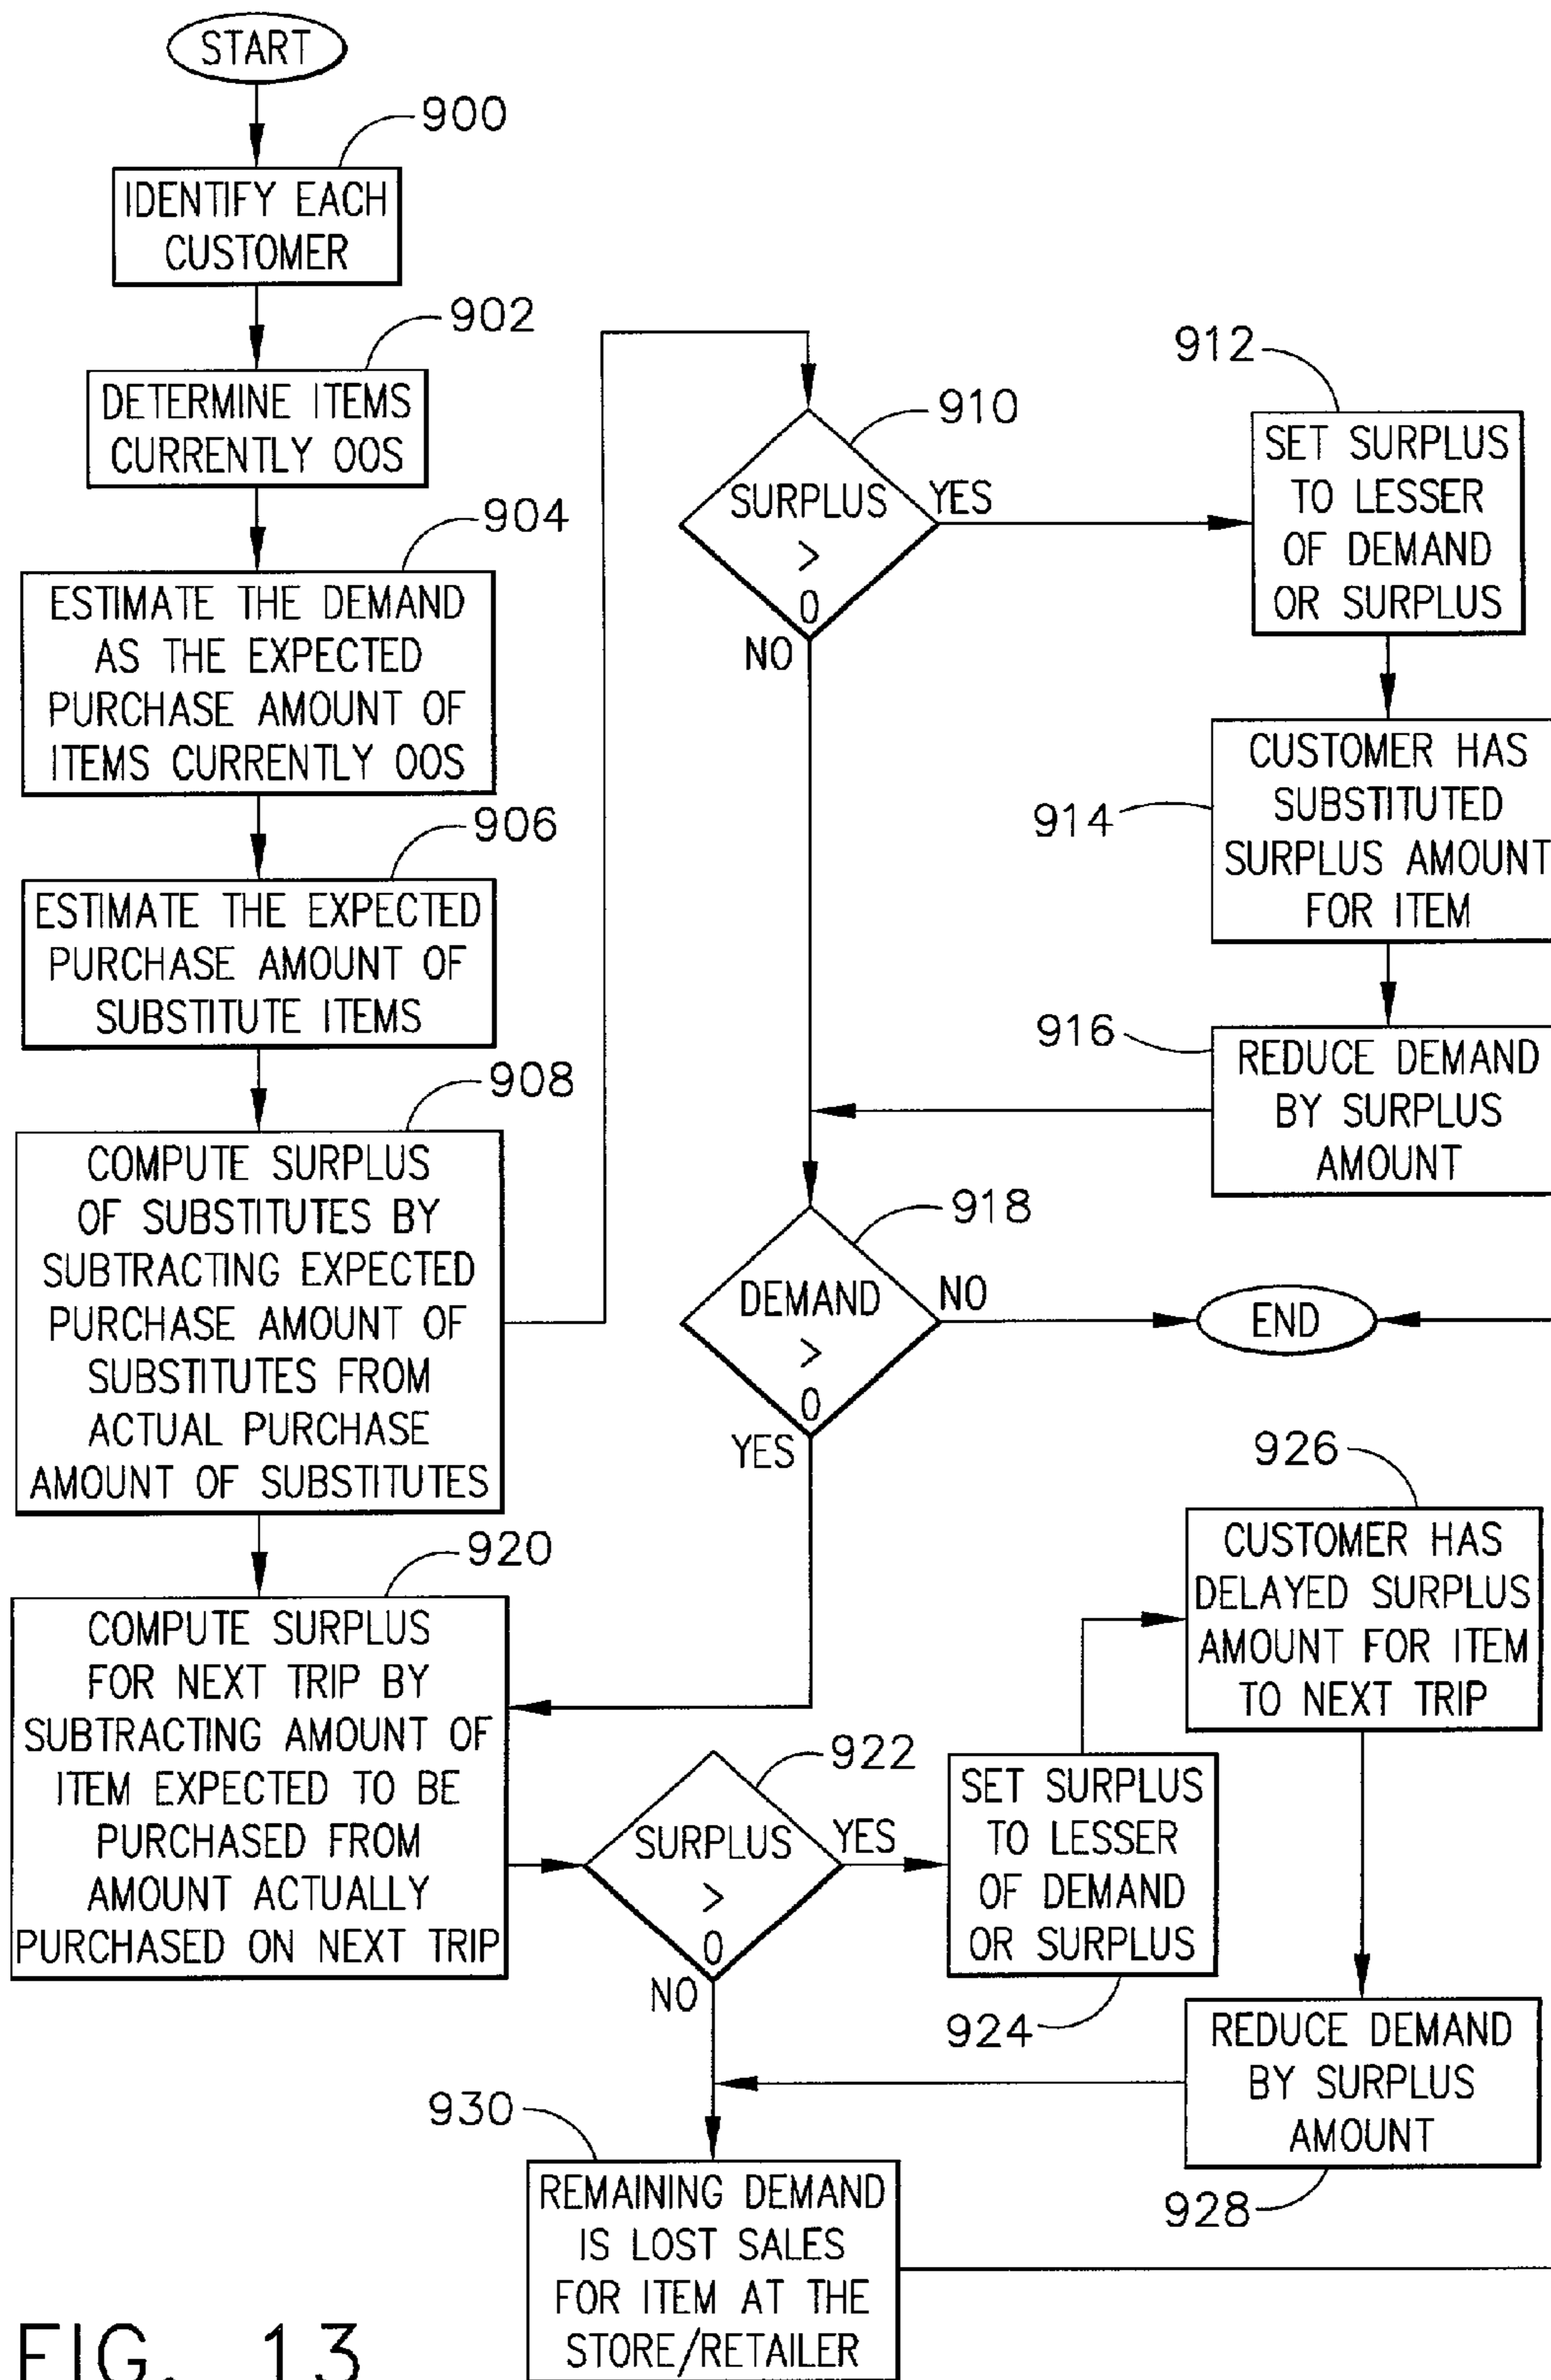 START
900
IDENTIFY EACH
CUSTOMER
902
DETERMINE ITEMS
CURRENTLY OOS
904
ESTIMATE THE DEMAND
AS THE EXPECTED
PURCHASE AMOUNT OF
ITEMS CURRENTLY OOS
906
ESTIMATE THE EXPECTED
PURCHASE AMOUNT OF
SUBSTITUTE ITEMS
908
COMPUTE SURPLUS
OF SUBSTITUTES BY
SUBTRACTING EXPECTED
PURCHASE AMOUNT OF
SUBSTITUTES FROM
ACTUAL PURCHASE
AMOUNT OF SUBSTITUTES
910
SURPLUS
>
0
YES
NO
912
SET SURPLUS
TO LESSER
OF DEMAND
OR SURPLUS
914
CUSTOMER HAS
SUBSTITUTED
SURPLUS AMOUNT
FOR ITEM
916
REDUCE DEMAND
BY SURPLUS
AMOUNT
918
DEMAND
>
0
NO
YES
END
920
COMPUTE SURPLUS
FOR NEXT TRIP BY
SUBTRACTING AMOUNT OF
ITEM EXPECTED TO BE
PURCHASED FROM
AMOUNT ACTUALLY
PURCHASED ON NEXT TRIP
922
SURPLUS
>
0
YES
NO
SET SURPLUS
TO LESSER
OF DEMAND
OR SURPLUS
924
926
CUSTOMER HAS
DELAYED SURPLUS
AMOUNT FOR ITEM
TO NEXT TRIP
REDUCE DEMAND
BY SURPLUS
AMOUNT
928
930
REMAINING DEMAND
IS LOST SALES
FOR ITEM AT THE
STORE/RETAILER
FIG. 13